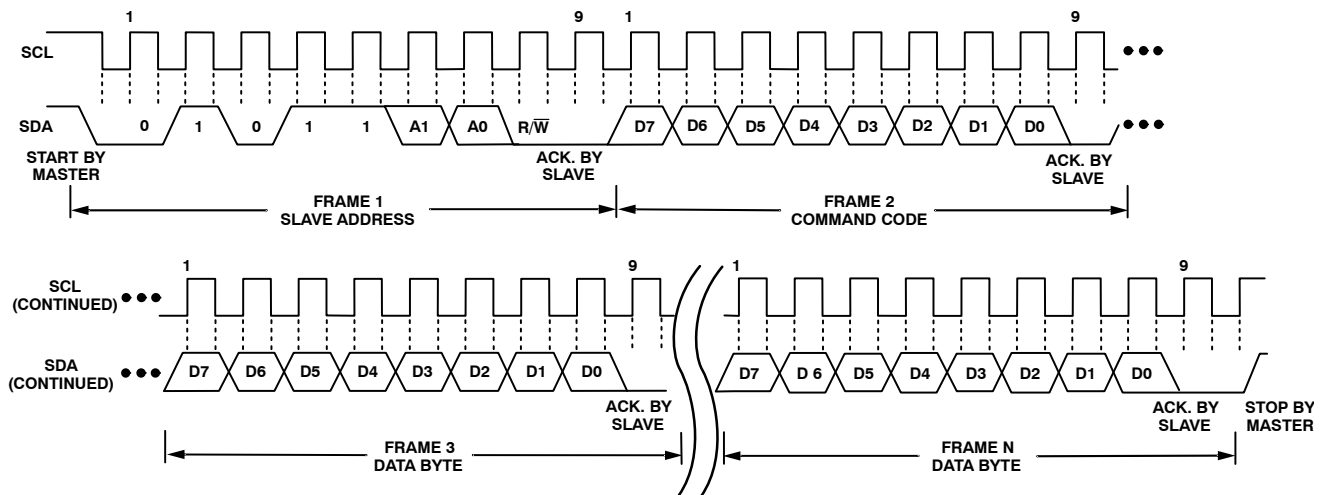 1 9 1 9
SCL
SDA 0 1 0 1 1 A1 A0 R/W̅ D7 D6 D5 D4 D3 D2 D1 D0
START BY
MASTER
ACK. BY
SLAVE
ACK. BY
SLAVE
FRAME 1
SLAVE ADDRESS
FRAME 2
COMMAND CODE
1 9 1 9
SCL
(CONTINUED)
SDA
(CONTINUED)
D7 D6 D5 D4 D3 D2 D1 D0 D7 D 6 D5 D4 D3 D2 D1 D0
ACK. BY
SLAVE
ACK. BY
SLAVE
STOP BY
MASTER
FRAME 3
DATA BYTE
FRAME N
DATA BYTE